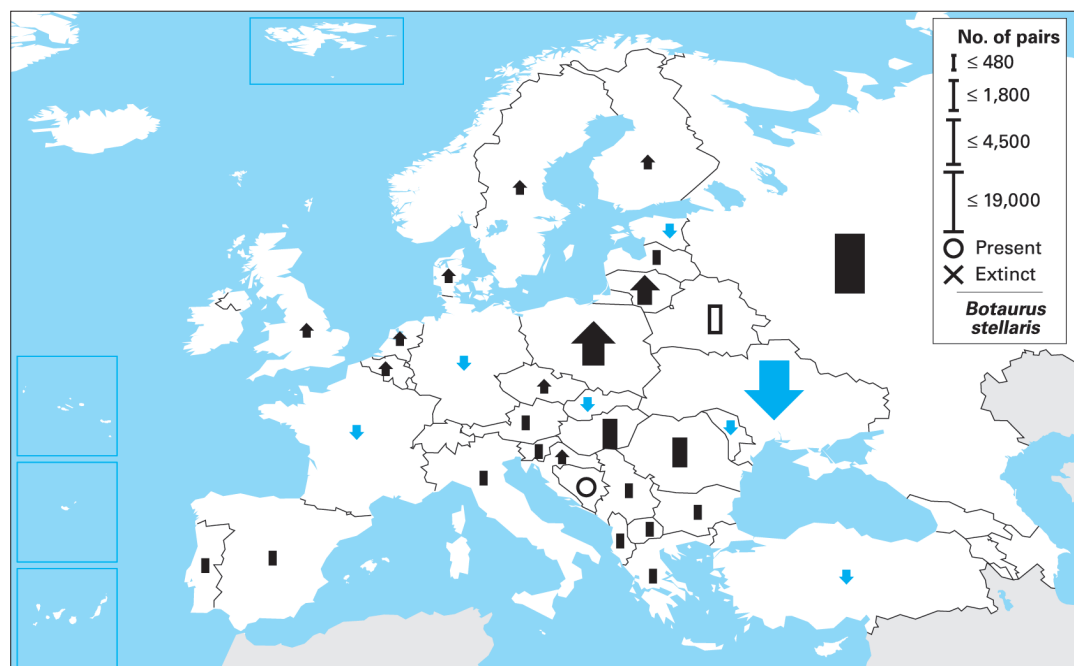 No. of pairs
≤ 480
≤ 1,800
≤ 4,500
≤ 19,000
Present
Extinct
Botaurus
stellaris